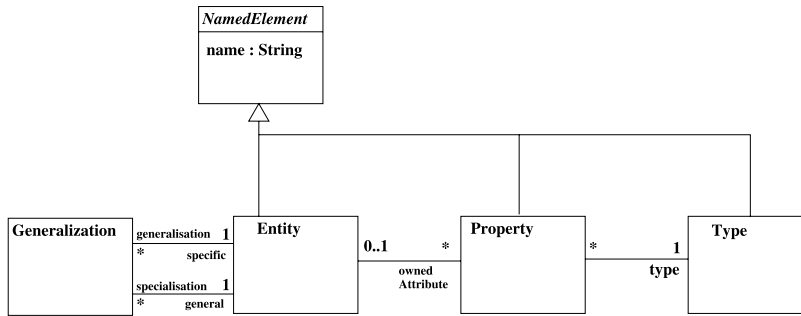 NamedElement
name : String
Generalization
generalisation 1
* specific
specialisation 1
* general
Entity
0..1 *
owned
Attribute
Property
* 1
type
Type